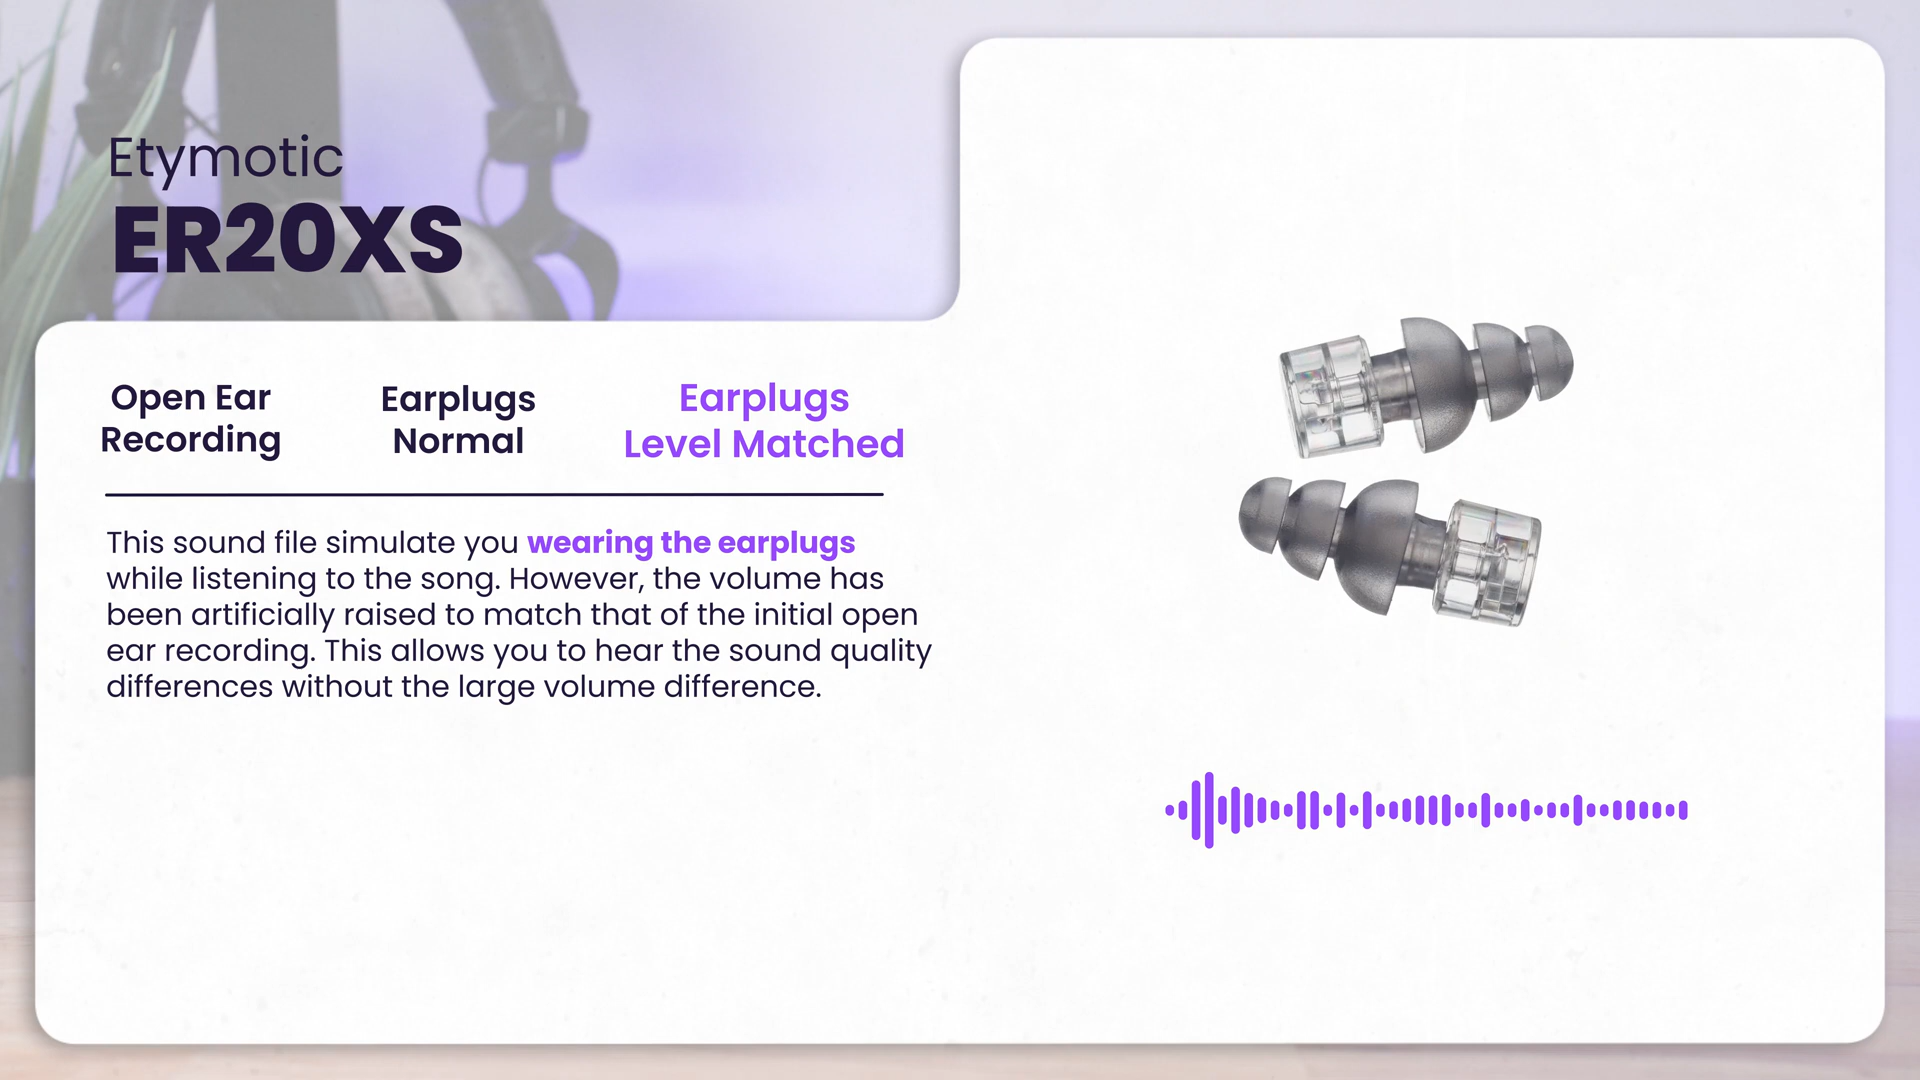 Etymotic
ER20XS
Open Ear
Recording
Earplugs
Normal
Earplugs
Level Matched
This sound file simulate you wearing the earplugs
while listening to the song. However, the volume has
been artificially raised to match that of the initial open
ear recording. This allows you to hear the sound quality
differences without the large volume difference.